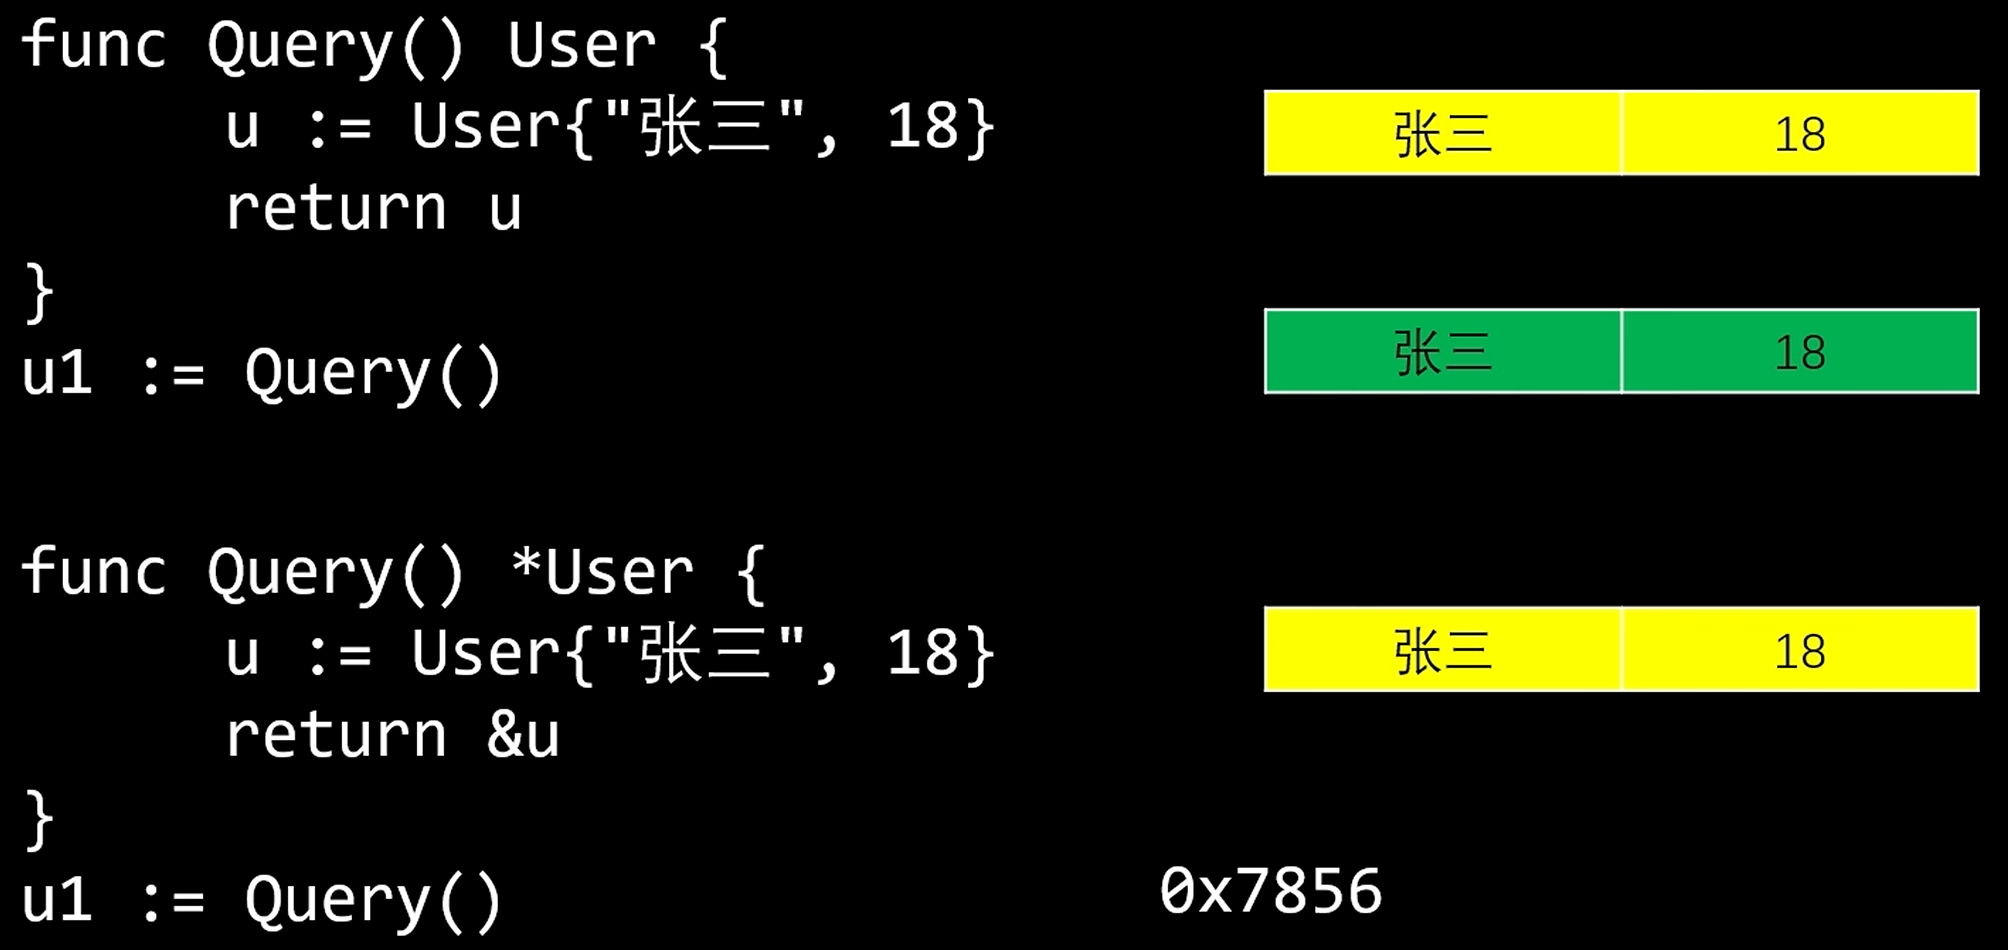 func Query() User {
u := User{"张三", 18}
张三 18
return u
}
u1 := Query()
张三 18
func Query() *User {
u := User{"张三", 18}
张三 18
return &u
}
u1 := Query()
0x7856